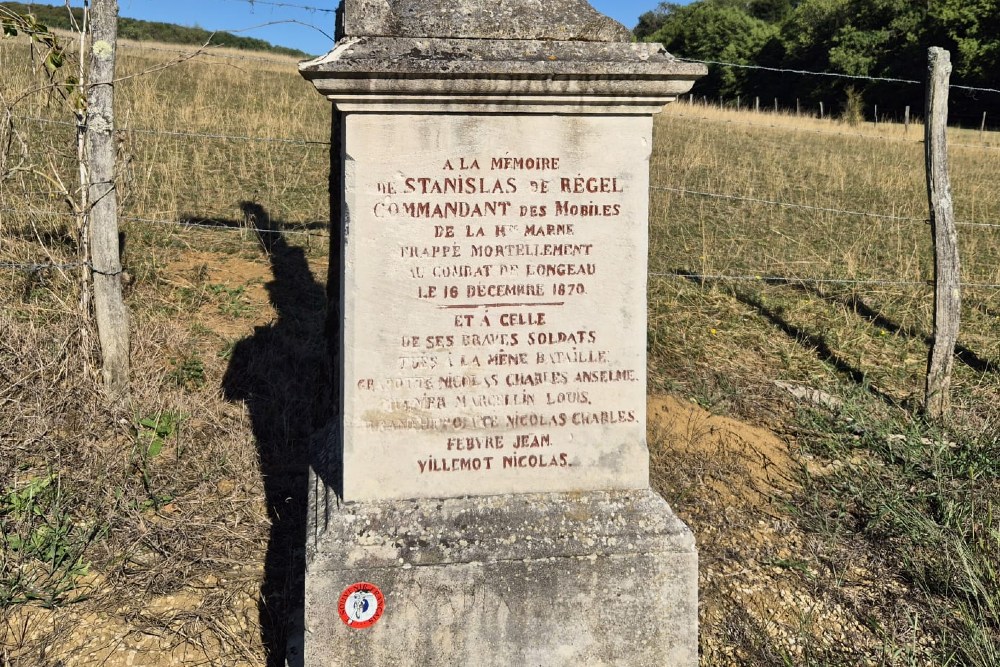 A LA MÉMOIRE
DE STANISLAS DE RÉGEL
COMMANDANT DES MOBILES
DE LA Hᵀᴱ MARNE
FRAPPÉ MORTELLEMENT
AU COMBAT DE LONGEAU
LE 16 DÉCEMBRE 1870.
ET À CELLE
DE SES BRAVES SOLDATS
TUÉS À LA MÊME BATAILLE
NICOLAS CHARLES ANSELME.
MARCELLIN LOUIS.
NICOLAS CHARLES.
FEBVRE JEAN.
VILLEMOT NICOLAS.